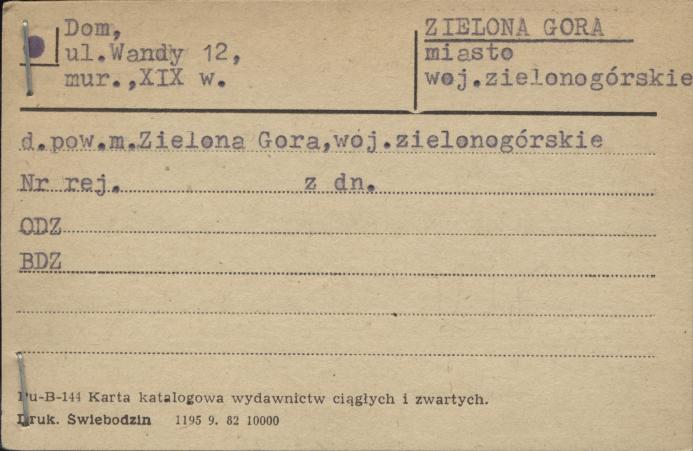 Dom,
ul.Wandy 12,
mur.,XIX w.
ZIELONA GORA
miasto
woj.zielonogórskie
d.pow.m.Zielona Gora,woj.zielonogórskie
Nr rej. z dn.
ODZ
BDZ
Pu-B-144 Karta katalogowa wydawnictw ciągłych i zwartych.
Druk. Świebodzin 1195 9. 82 10000